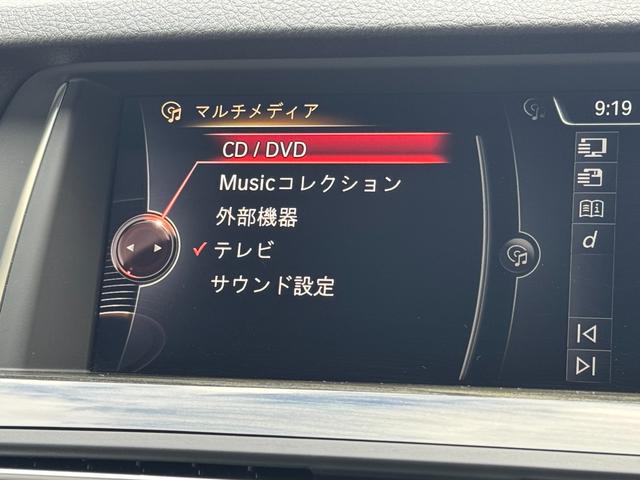 マルチメディア
9:19
CD / DVD
Musicコレクション
外部機器
テレビ
サウンド設定
d